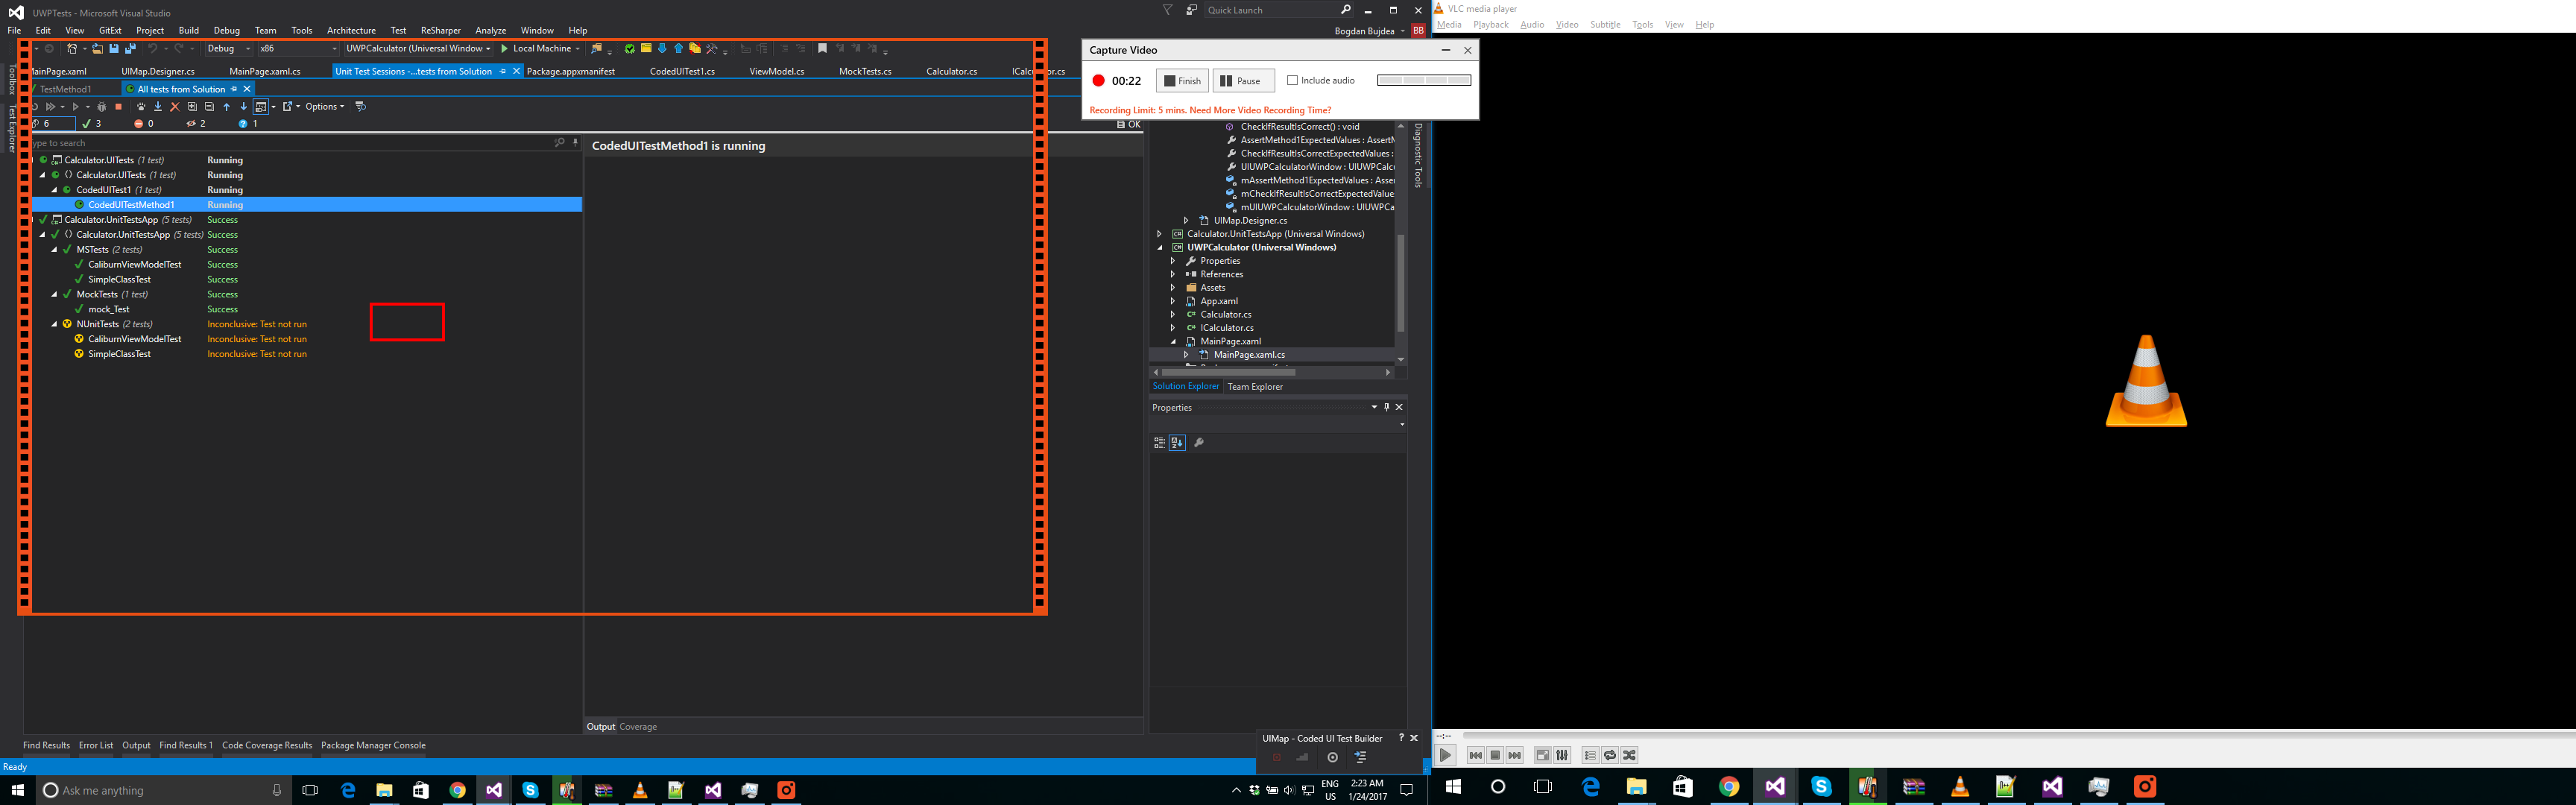 UWPTests - Microsoft Visual Studio
Quick Launch
File Edit View GitExt Project Build Debug Team Tools Architecture Test ReSharper Analyze Window Help
Bogdan Bujdea BB
Debug x86 UWPCalculator (Universal Window Local Machine
MainPage.xaml UIMap.Designer.cs MainPage.xaml.cs Unit Test Sessions -...tests from Solution Package.appxmanifest CodedUITest1.cs ViewModel.cs MockTests.cs Calculator.cs ICalculator.cs
Toolbox
Test Explorer
TestMethod1 All tests from Solution
Options
6 3 0 2 1
OK
ype to search
CodedUITestMethod1 is running
Calculator.UITests (1 test) Running
Calculator.UITests (1 test) Running
CodedUITest1 (1 test) Running
CodedUITestMethod1 Running
Calculator.UnitTestsApp (5 tests) Success
Calculator.UnitTestsApp (5 tests) Success
MSTests (2 tests) Success
CaliburnViewModelTest Success
SimpleClassTest Success
MockTests (1 test) Success
mock_Test Success
NUnitTests (2 tests) Inconclusive: Test not run
CaliburnViewModelTest Inconclusive: Test not run
SimpleClassTest Inconclusive: Test not run
Output Coverage
Capture Video
00:22 Finish Pause Include audio
Recording Limit: 5 mins. Need More Video Recording Time?
CheckIfResultIsCorrect() : void
AssertMethod1ExpectedValues : AssertM
CheckIfResultIsCorrectExpectedValues :
UIUWPCalculatorWindow : UIUWPCalc
mAssertMethod1ExpectedValues : Asser
mCheckIfResultIsCorrectExpectedValue
mUIUWPCalculatorWindow : UIUWPCa
UIMap.Designer.cs
Calculator.UnitTestsApp (Universal Windows)
UWPCalculator (Universal Windows)
Properties
References
Assets
App.xaml
Calculator.cs
ICalculator.cs
MainPage.xaml
MainPage.xaml.cs
Solution Explorer Team Explorer
Properties
Diagnostic Tools
Find Results Error List Output Find Results 1 Code Coverage Results Package Manager Console
UIMap - Coded UI Test Builder ?
Ready
Ask me anything
ENG
US
2:23 AM
1/24/2017
VLC media player
Media Playback Audio Video Subtitle Tools View Help
--:--